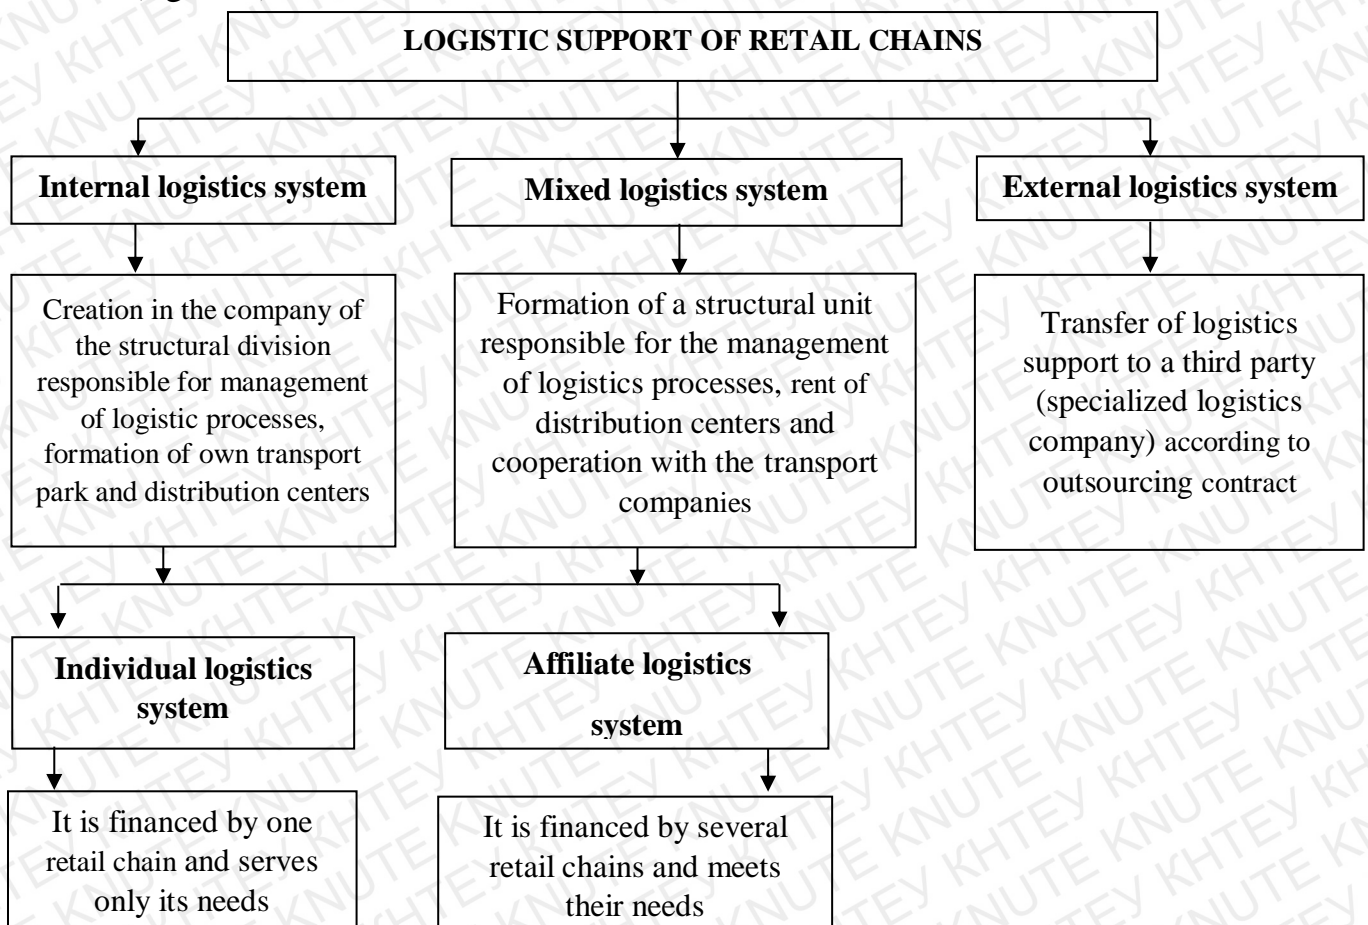 LOGISTIC SUPPORT OF RETAIL CHAINS
Internal logistics system
Mixed logistics system
External logistics system
Creation in the company of
the structural division
responsible for management
of logistic processes,
formation of own transport
park and distribution centers
Formation of a structural unit
responsible for the management
of logistics processes, rent of
distribution centers and
cooperation with the transport
companies
Transfer of logistics
support to a third party
(specialized logistics
company) according to
outsourcing contract
Individual logistics
system
Affiliate logistics
system
It is financed by one
retail chain and serves
only its needs
It is financed by several
retail chains and meets
their needs